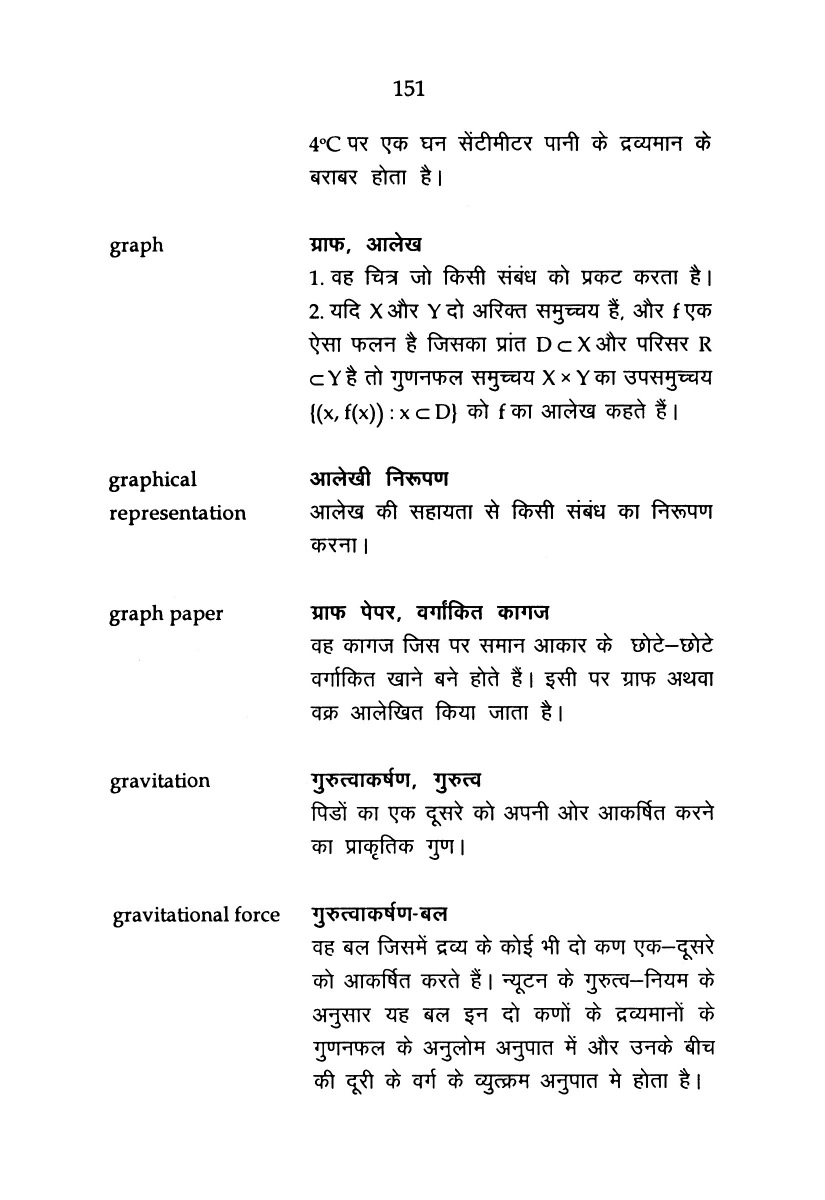 151
4°C पर एक घन सेंटीमीटर पानी के द्रव्यमान के
बराबर होता है।
graph ग्राफ, आलेख
1. वह चित्र जो किसी संबंध को प्रकट करता है।
2. यदि X और Y दो अरिक्त समुच्चय हैं, और f एक
ऐसा फलन है जिसका प्रांत D ⊂ X और परिसर R
⊂ Y है तो गुणनफल समुच्चय X × Y का उपसमुच्चय
{(x, f(x)) : x ⊂ D} को f का आलेख कहते हैं।
graphical आलेखी निरूपण
representation आलेख की सहायता से किसी संबंध का निरूपण
करना।
graph paper ग्राफ पेपर, वर्गांकित कागज
वह कागज जिस पर समान आकार के छोटे–छोटे
वर्गाकित खाने बने होते हैं। इसी पर ग्राफ अथवा
वक्र आलेखित किया जाता है।
gravitation गुरुत्वाकर्षण, गुरुत्व
पिडों का एक दूसरे को अपनी ओर आकर्षित करने
का प्राकृतिक गुण।
gravitational force गुरुत्वाकर्षण-बल
वह बल जिसमें द्रव्य के कोई भी दो कण एक–दूसरे
को आकर्षित करते हैं। न्यूटन के गुरुत्व–नियम के
अनुसार यह बल इन दो कणों के द्रव्यमानों के
गुणनफल के अनुलोम अनुपात में और उनके बीच
की दूरी के वर्ग के व्युत्क्रम अनुपात मे होता है।